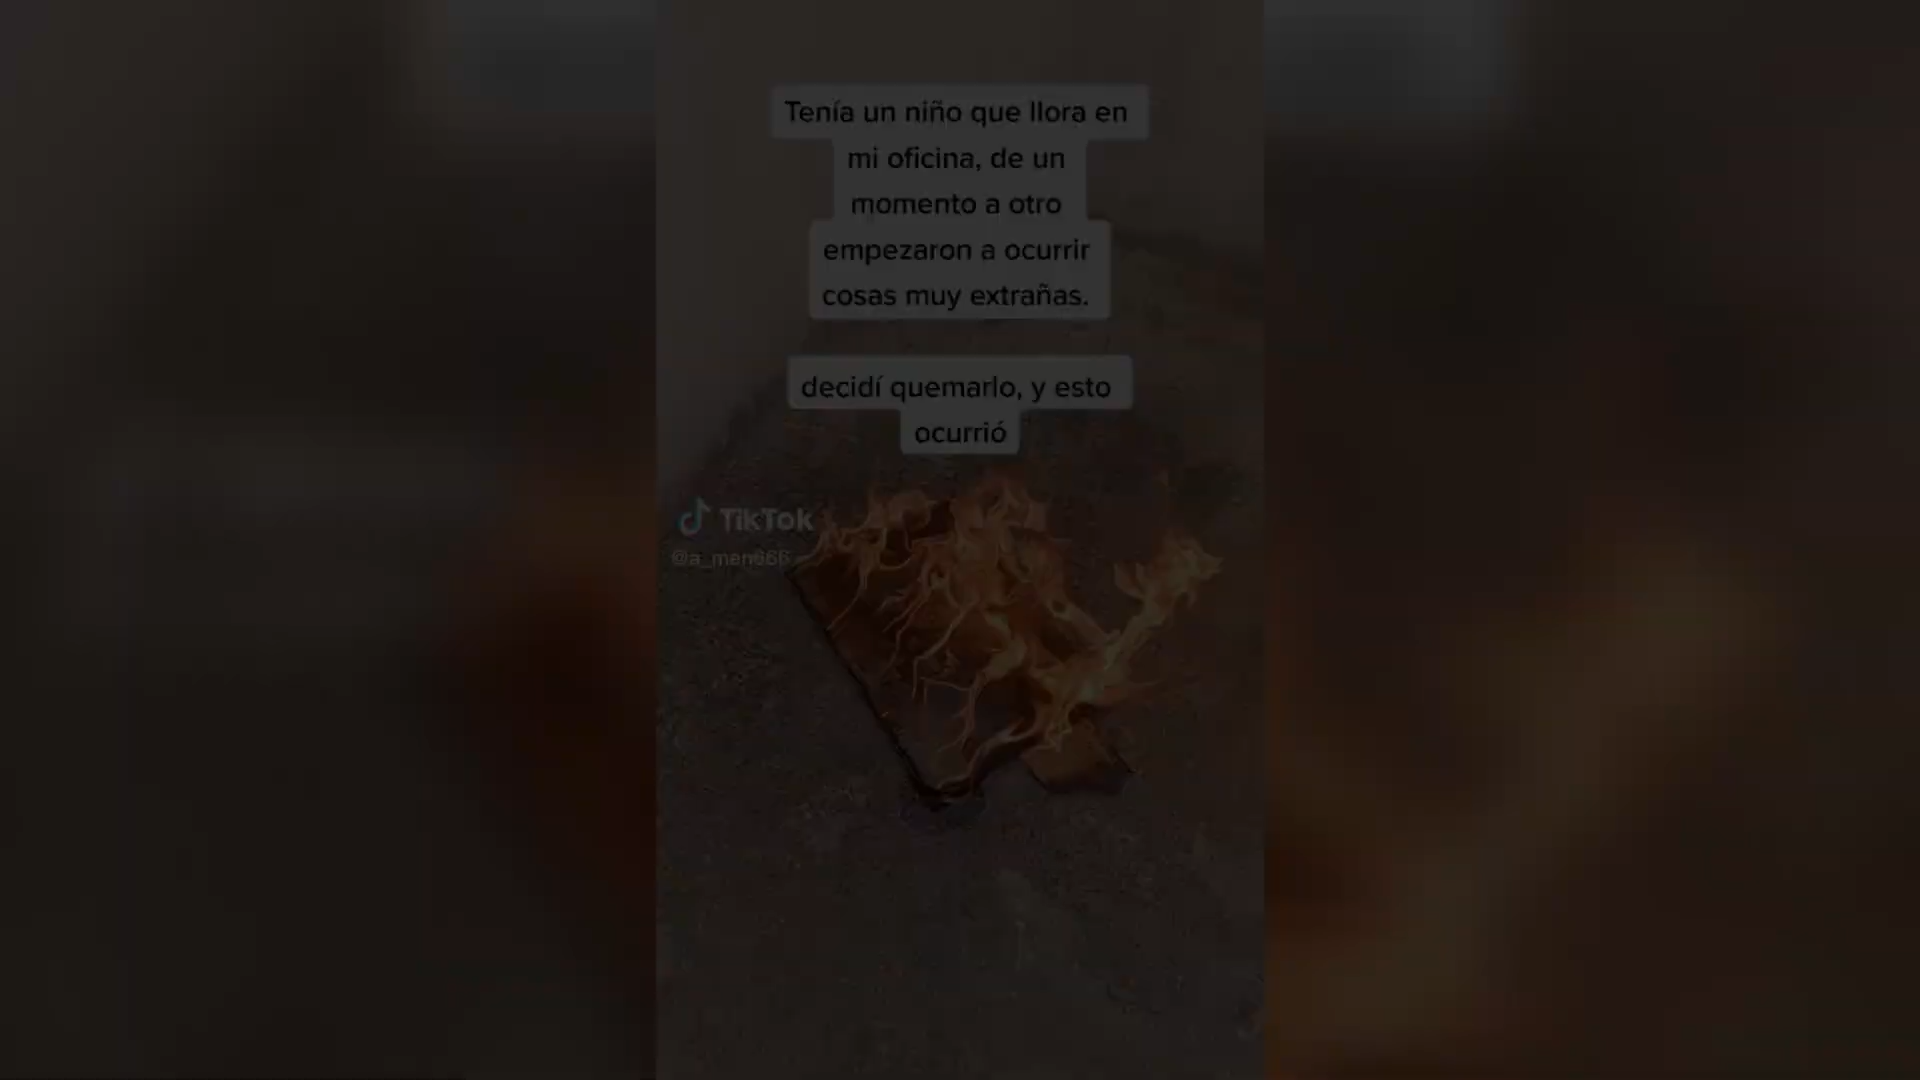 Tenía un niño que llora en
mi oficina, de un
momento a otro
empezaron a ocurrir
cosas muy extrañas.
decidí quemarlo, y esto
ocurrió
TikTok
@a_man666